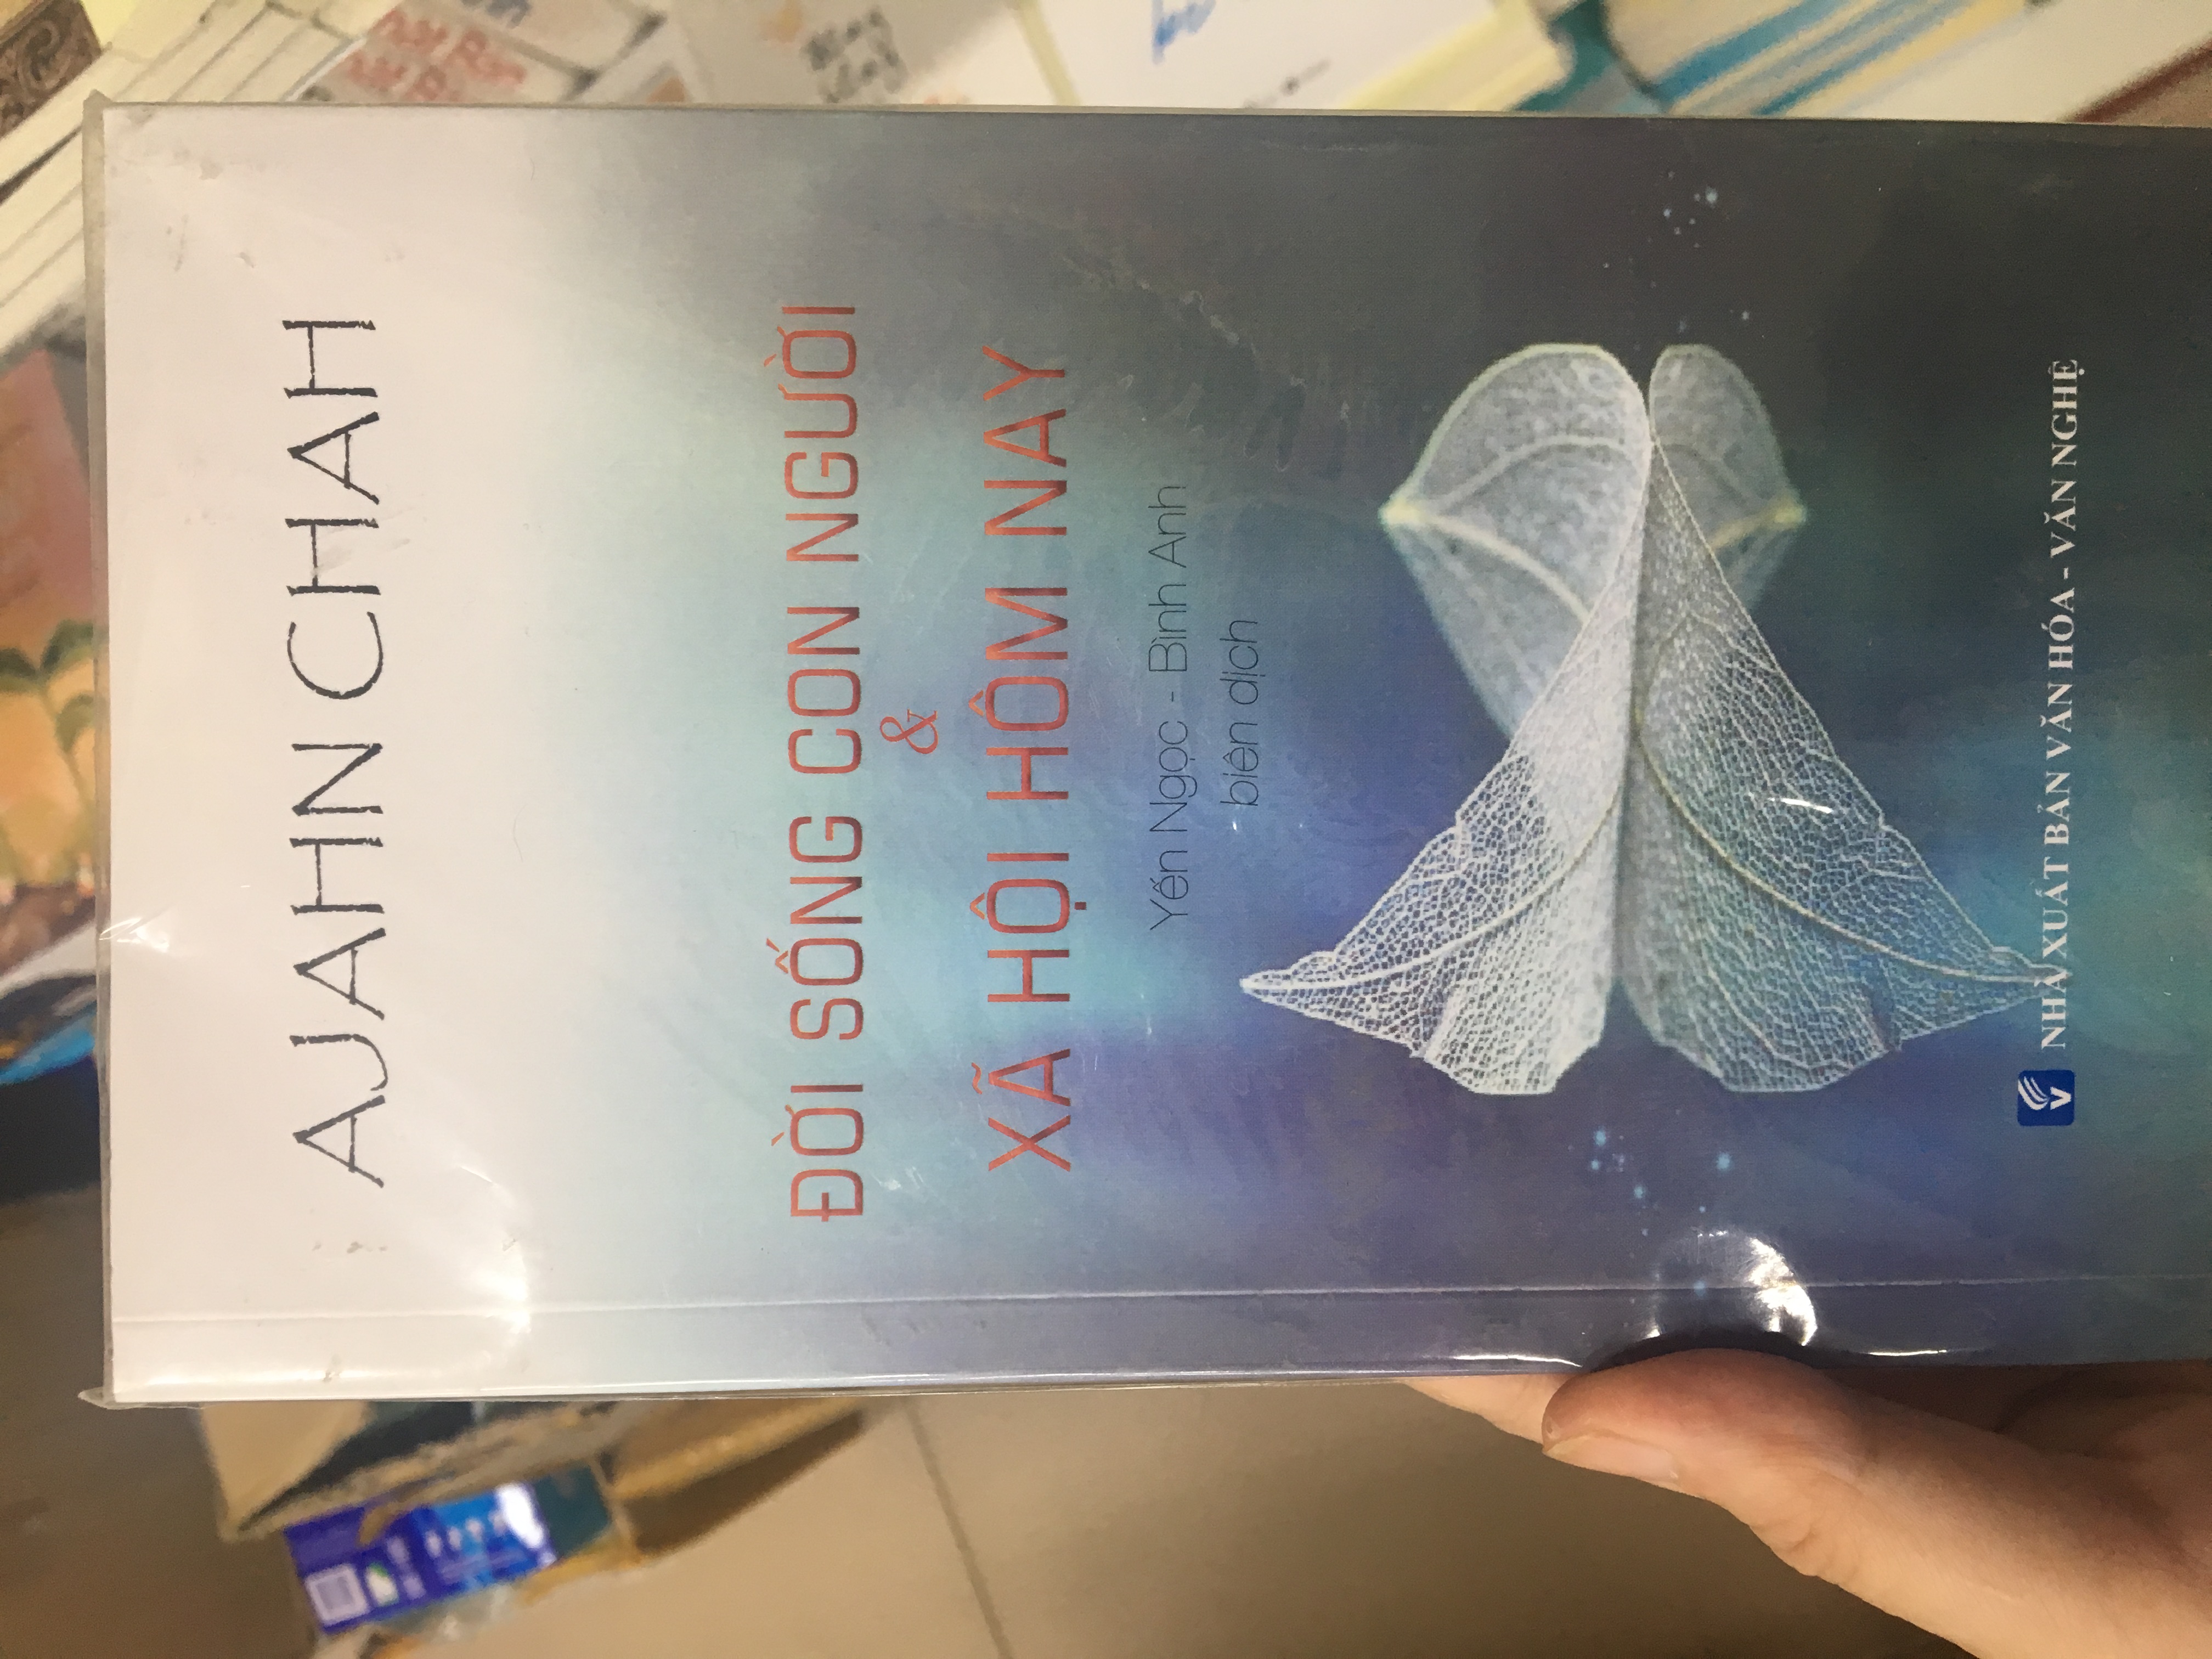 AJAHN CHAH
ĐỜI SỐNG CON NGƯỜI
&
XÃ HỘI HÔM NAY
Yến Ngọc - Bình Anh
biên dịch
V NHÀ XUẤT BẢN VĂN HÓA - VĂN NGHỆ